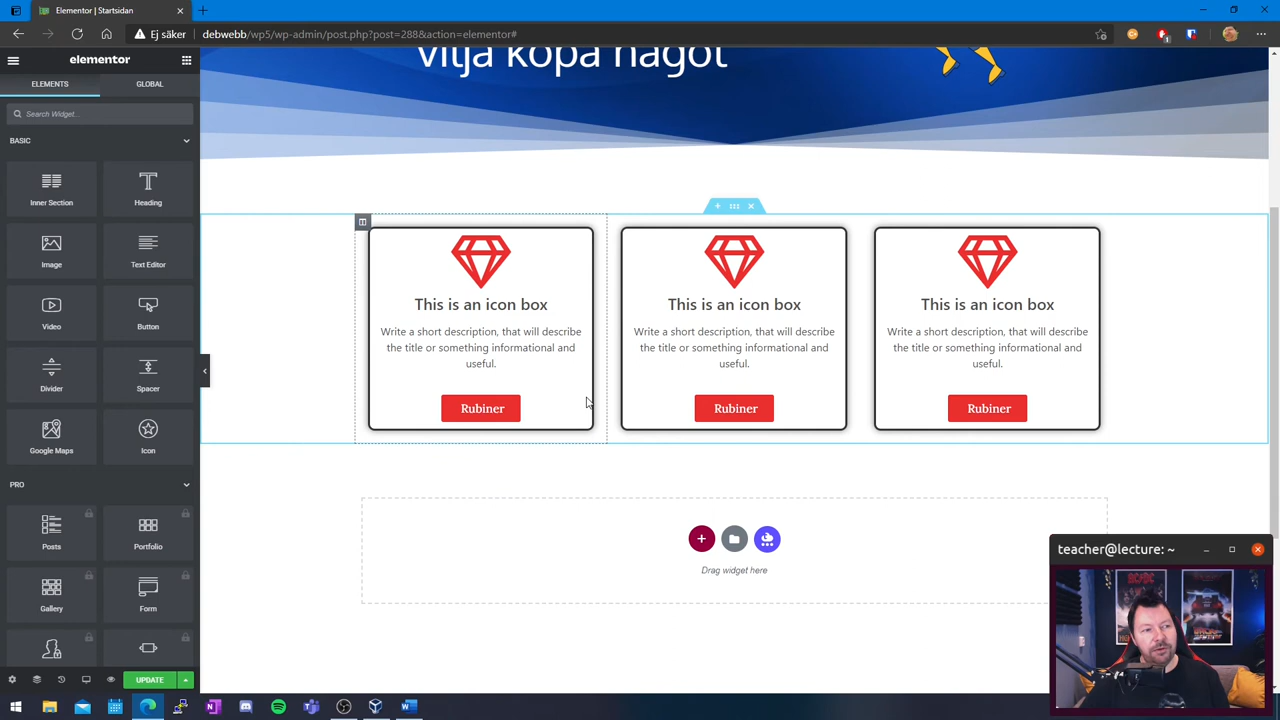 Elementor | Startsidan
Ej säker
debwebb/wp5/wp-admin/post.php?post=288&action=elementor#
elementor
ELEMENTS
GLOBAL
Search Widget...
BASIC
Inner Section
Heading
Image
Text Editor
Video
Button
Divider
Spacer
Google Maps
Icon
PRO
Posts
Portfolio
Gallery
Form
UPDATE
vilja köpa något
This is an icon box
Write a short description, that will describe
the title or something informational and
useful.
Rubiner
This is an icon box
Write a short description, that will describe
the title or something informational and
useful.
Rubiner
This is an icon box
Write a short description, that will describe
the title or something informational and
useful.
Rubiner
Drag widget here
teacher@lecture: ~